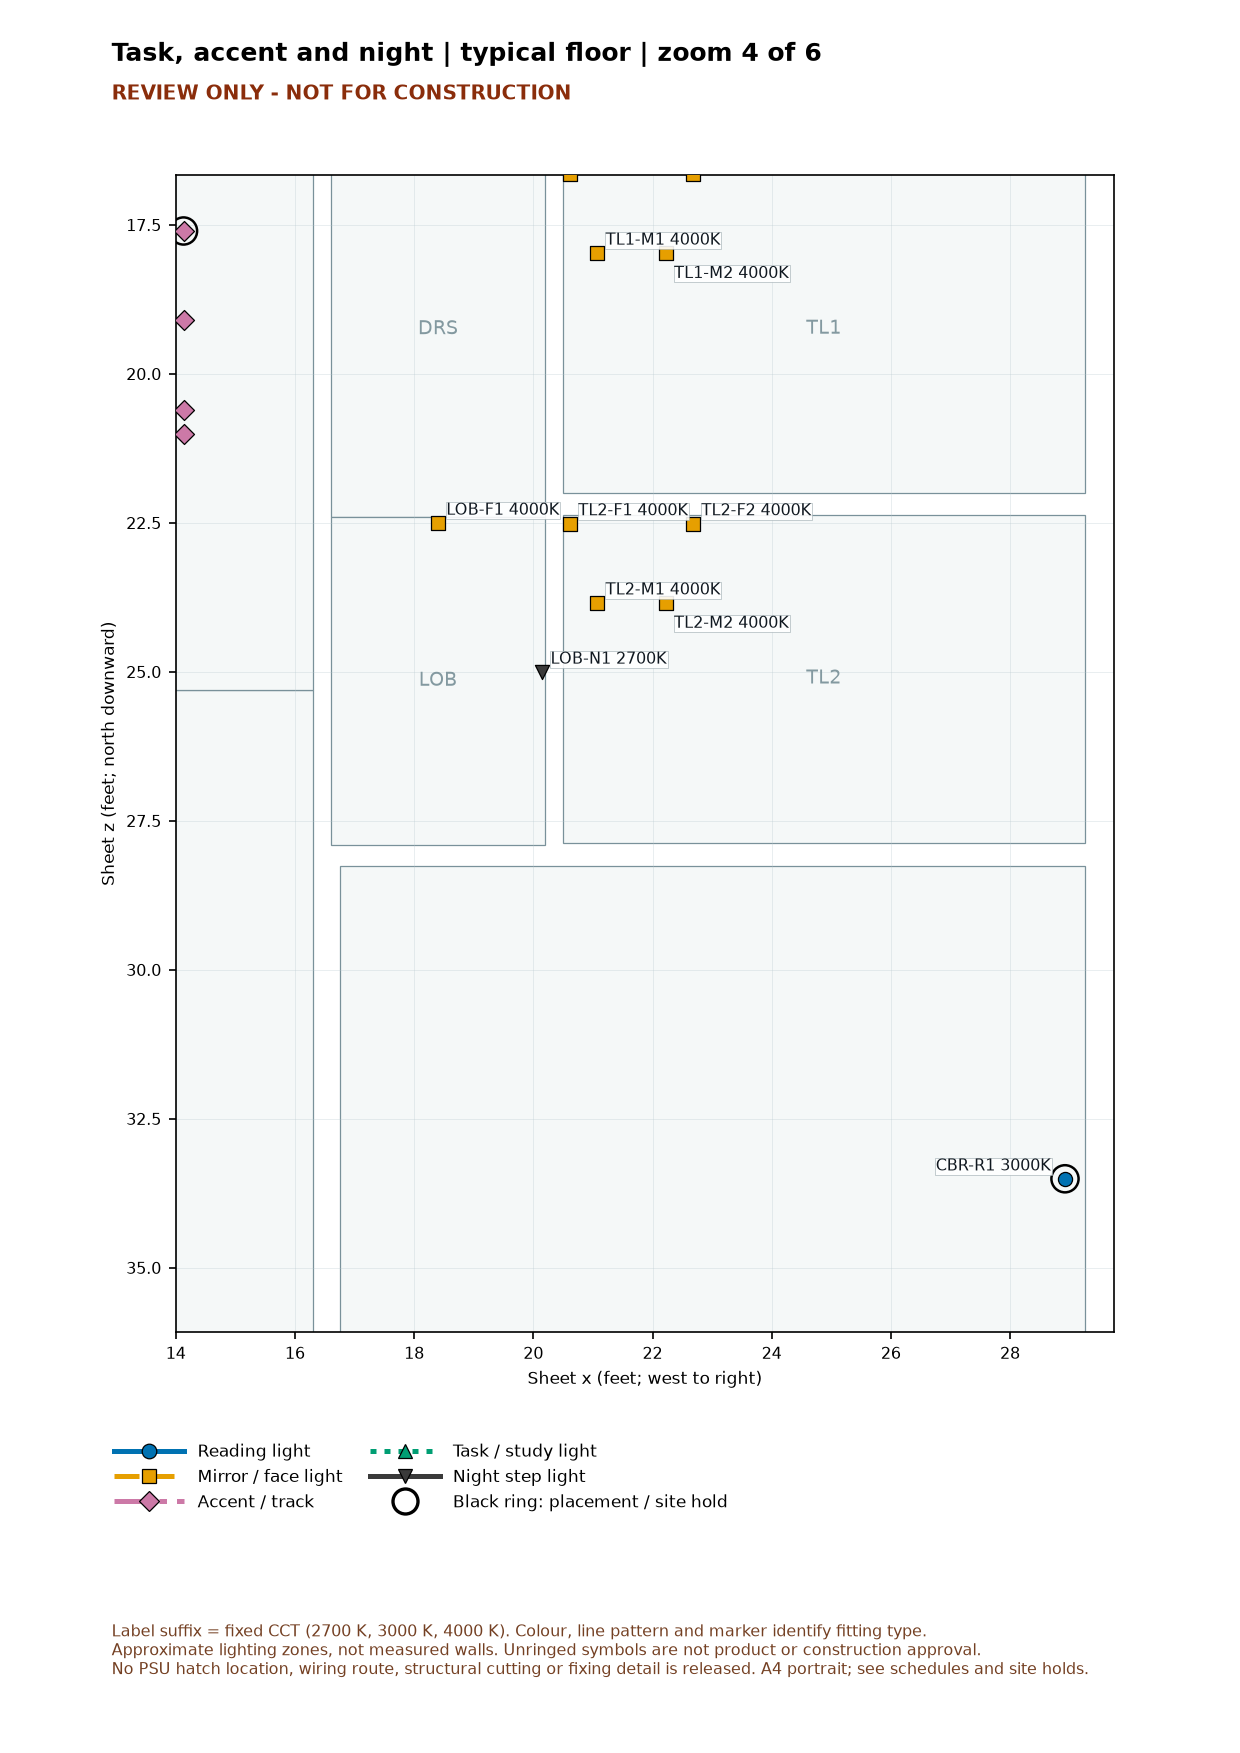 Task, accent and night | typical floor | zoom 4 of 6
REVIEW ONLY - NOT FOR CONSTRUCTION
17.5
TL1-M1 4000K
TL1-M2 4000K
DRS
TL1
20.0
LOB-F1 4000K
TL2-F1 4000K
TL2-F2 4000K
22.5
TL2-M1 4000K
TL2-M2 4000K
LOB-N1 2700K
25.0
LOB
TL2
Sheet z (feet; north downward)
27.5
30.0
32.5
CBR-R1 3000K
35.0
14 16 18 20 22 24 26 28
Sheet x (feet; west to right)
Reading light
Mirror / face light
Accent / track
Task / study light
Night step light
Black ring: placement / site hold
Label suffix = fixed CCT (2700 K, 3000 K, 4000 K). Colour, line pattern and marker identify fitting type.
Approximate lighting zones, not measured walls. Unringed symbols are not product or construction approval.
No PSU hatch location, wiring route, structural cutting or fixing detail is released. A4 portrait; see schedules and site holds.